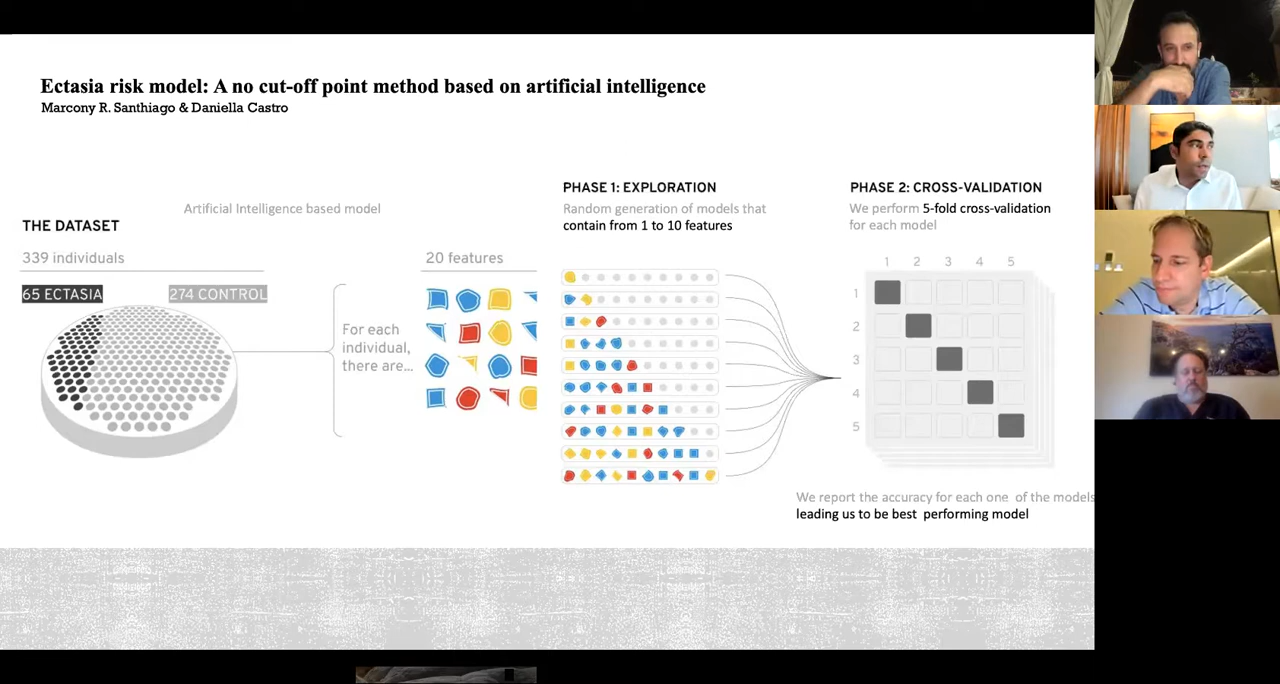 Ectasia risk model: A no cut-off point method based on artificial intelligence
Marcony R. Santhiago & Daniella Castro
Artificial Intelligence based model
THE DATASET
339 individuals
65 ECTASIA
274 CONTROL
For each
individual,
there are...
20 features
PHASE 1: EXPLORATION
Random generation of models that
contain from 1 to 10 features
PHASE 2: CROSS-VALIDATION
We perform 5-fold cross-validation
for each model
1 2 3 4 5
1
2
3
4
5
We report the accuracy for each one of the models
leading us to be best performing model